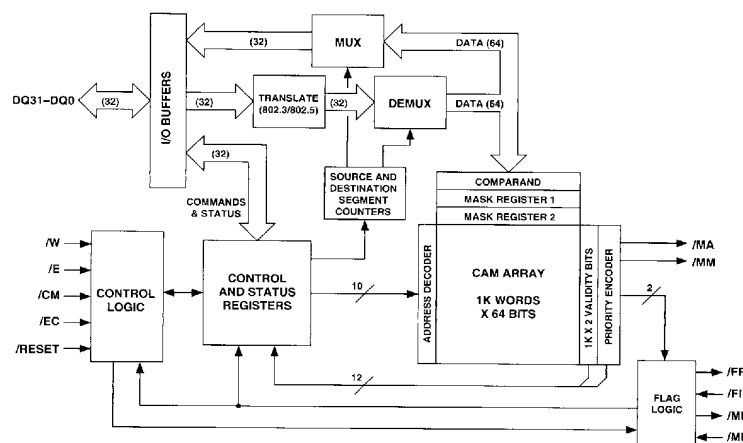 MUX
(32)
DATA (64)
DQ31–DQ0
(32)
I/O BUFFERS
(32)
TRANSLATE
(802.3/802.5)
(32)
DEMUX
DATA (64)
(32)
COMMANDS
& STATUS
SOURCE AND
DESTINATION
SEGMENT
COUNTERS
COMPARAND
MASK REGISTER 1
MASK REGISTER 2
/W
/E
/CM
/EC
/RESET
CONTROL
LOGIC
CONTROL
AND STATUS
REGISTERS
10
ADDRESS DECODER
CAM ARRAY
1K WORDS
X 64 BITS
1K X 2 VALIDITY BITS
PRIORITY ENCODER
/MA
/MM
2
12
FLAG
LOGIC